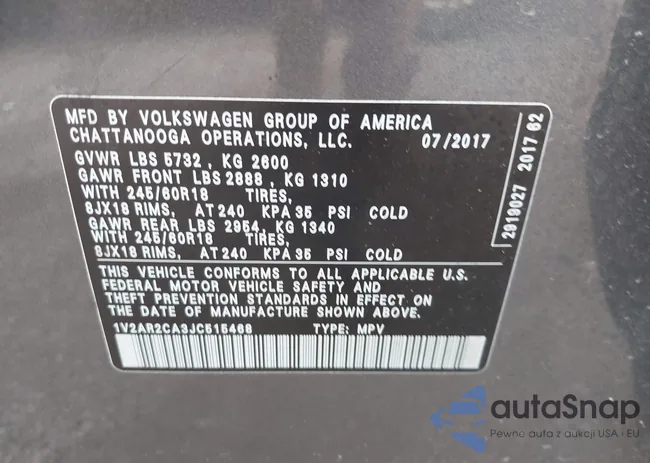 MFD BY VOLKSWAGEN GROUP OF AMERICA
CHATTANOOGA OPERATIONS, LLC. 07/2017
GVWR LBS 5732 , KG 2600
GAWR FRONT LBS 2888 , KG 1310
WITH 245/60R18 TIRES,
8JX18 RIMS, AT 240 KPA 35 PSI COLD
GAWR REAR LBS 2954, KG 1340
WITH 245/60R18 TIRES,
8JX18 RIMS, AT 240 KPA 35 PSI COLD
THIS VEHICLE CONFORMS TO ALL APPLICABLE U.S.
FEDERAL MOTOR VEHICLE SAFETY AND
THEFT PREVENTION STANDARDS IN EFFECT ON
THE DATE OF MANUFACTURE SHOWN ABOVE.
1V2AR2CA3JC515468 TYPE: MPV
2919027 2017 62
autaSnap
Pewne auto z aukcji USA i EU